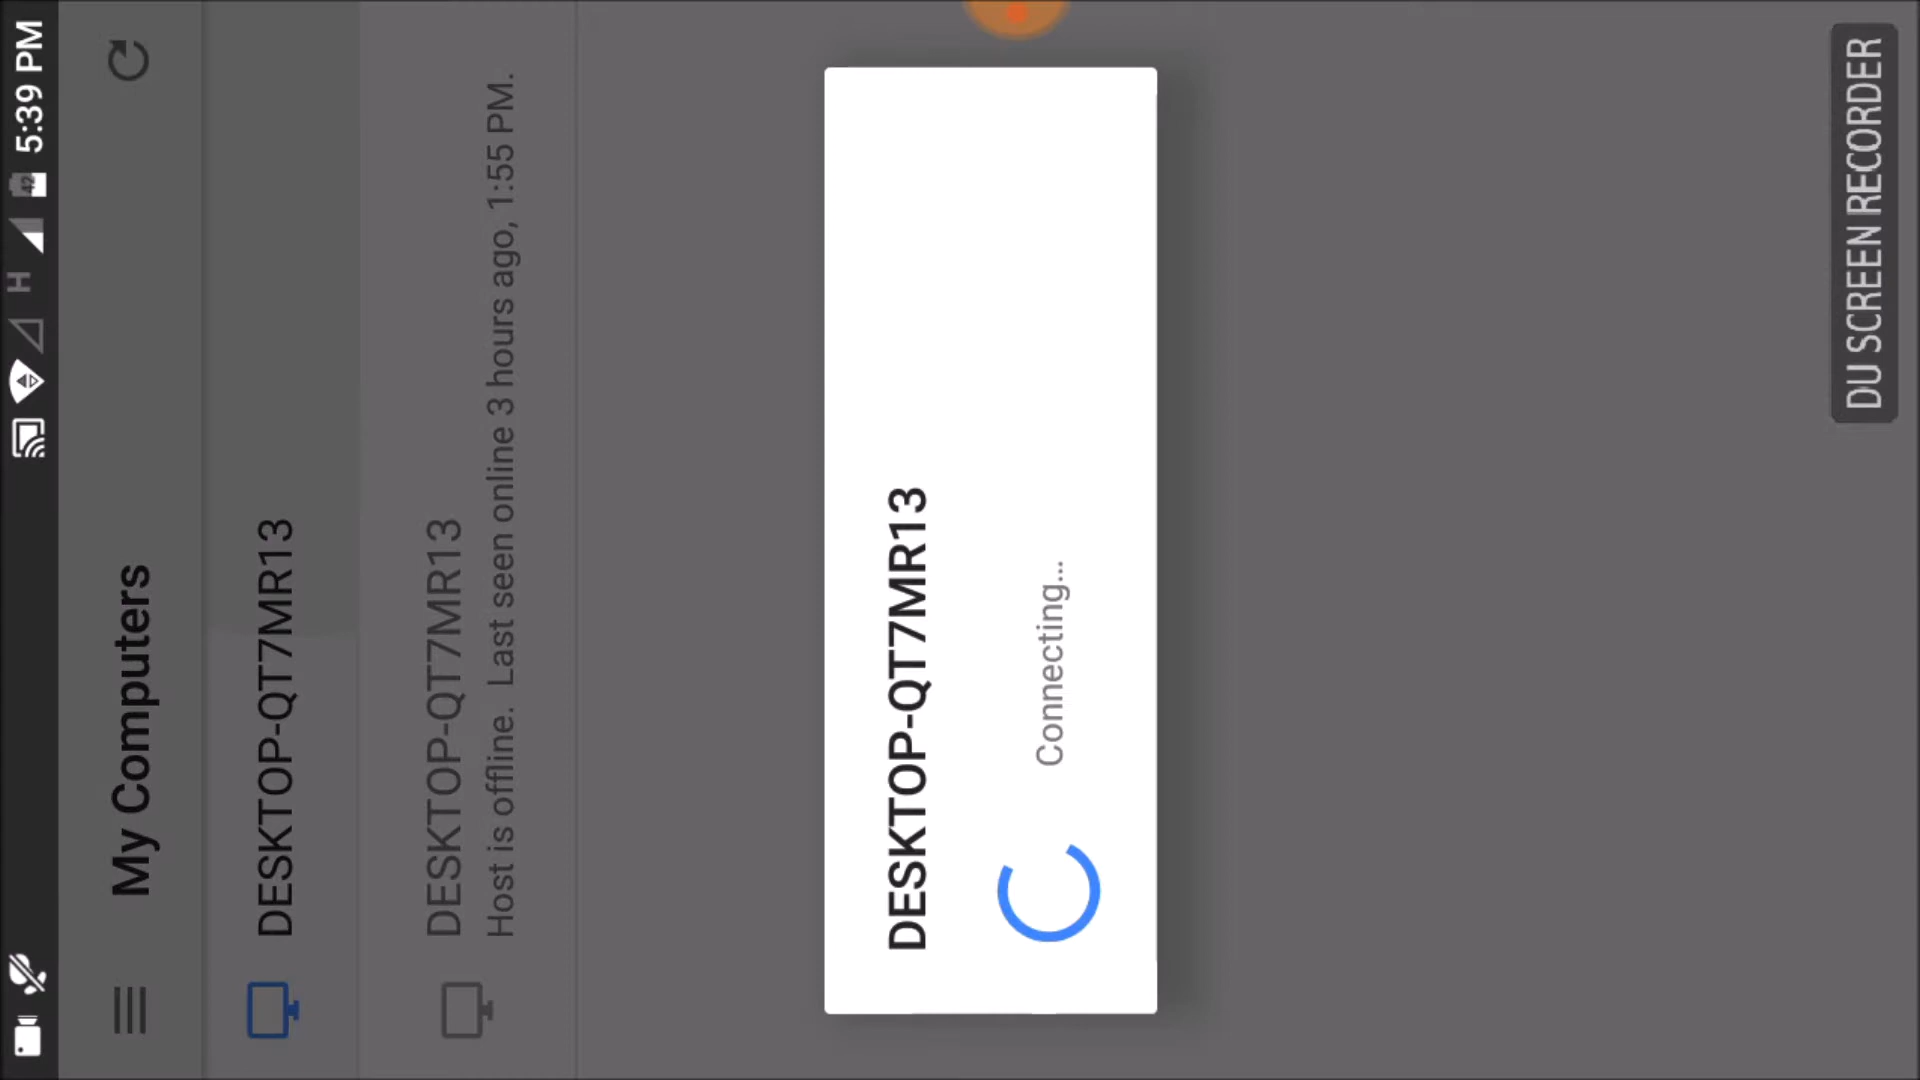 42 5:39 PM
H
My Computers
DESKTOP-QT7MR13
DESKTOP-QT7MR13
Host is offline. Last seen online 3 hours ago, 1:55 PM.
DESKTOP-QT7MR13
Connecting...
DU SCREEN RECORDER